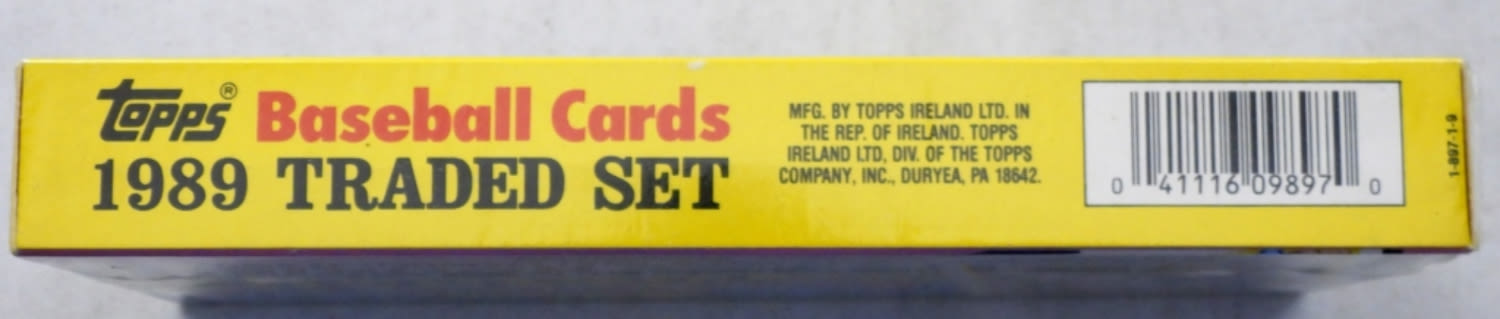 Topps® Baseball Cards
1989 TRADED SET
MFG. BY TOPPS IRELAND LTD. IN
THE REP. OF IRELAND. TOPPS
IRELAND LTD, DIV. OF THE TOPPS
COMPANY, INC., DURYEA, PA 18642.
0 41116 09897 0
1-897-1-9